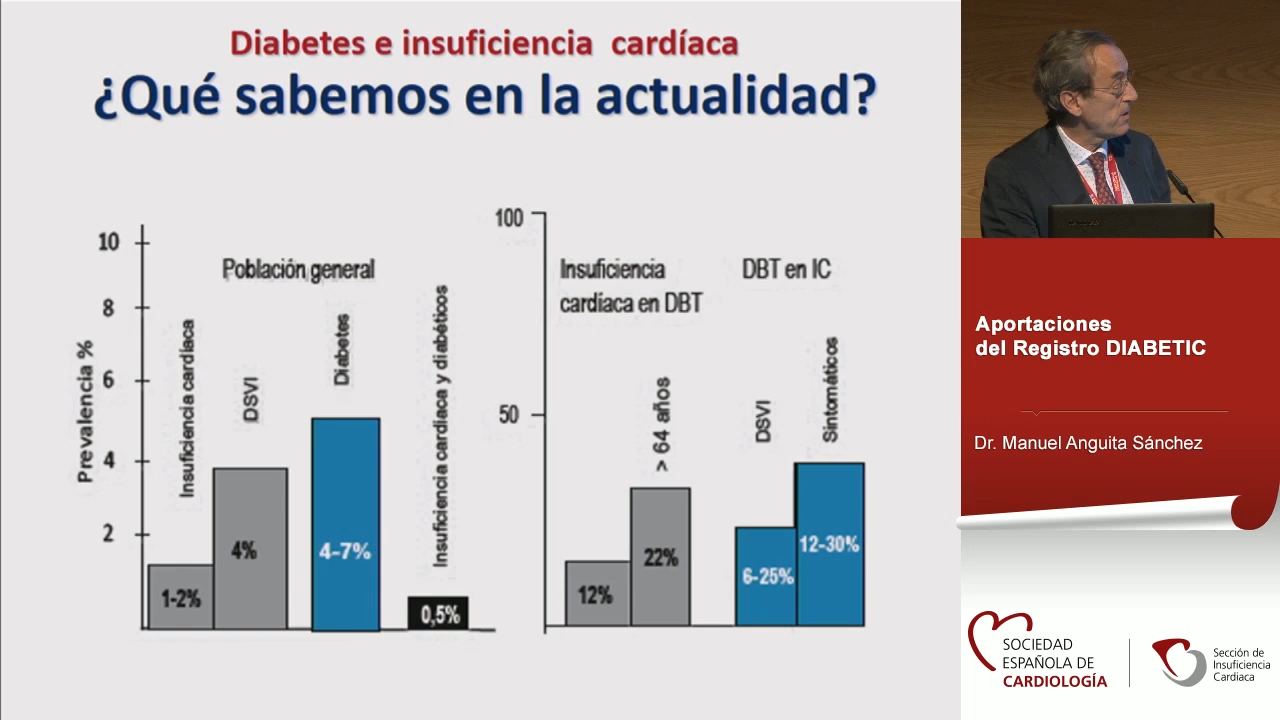 Diabetes e insuficiencia cardíaca
¿Qué sabemos en la actualidad?
Prevalencia %
10
8
6
4
2
Población general
Insuficiencia cardiaca
DSVI
Diabetes
Insuficiencia cardiaca y diabéticos
1-2%
4%
4-7%
0,5%
100
50
Insuficiencia
cardíaca en DBT
DBT en IC
> 64 años
DSVI
Sintomáticos
12%
22%
6-25%
12-30%
Aportaciones
del Registro DIABETIC
Dr. Manuel Anguita Sánchez
SOCIEDAD
ESPAÑOLA DE
CARDIOLOGÍA
Sección de
Insuficiencia
Cardiaca